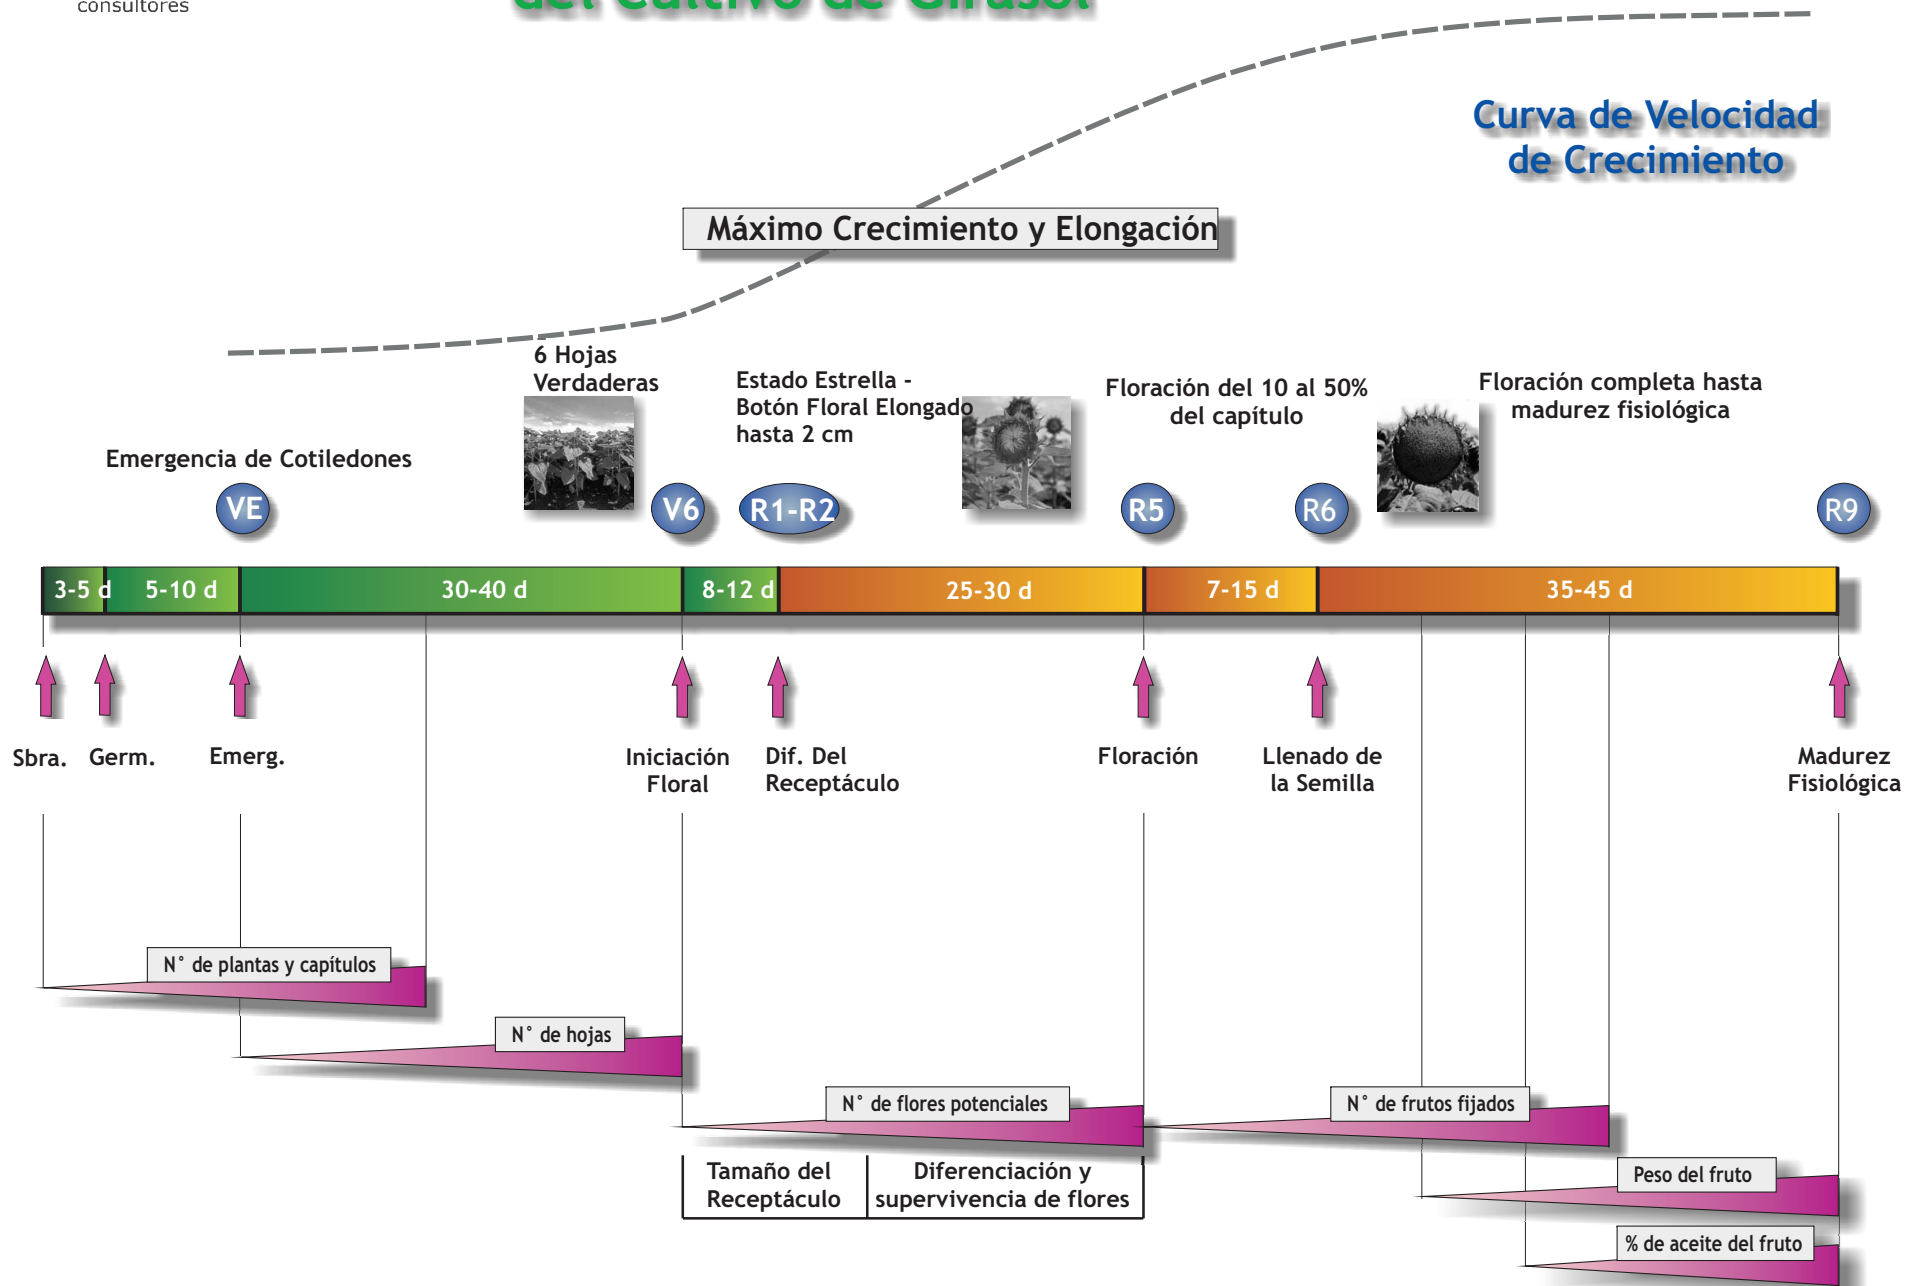 consultores
del Cultivo de Girasol
Curva de Velocidad
de Crecimiento
Máximo Crecimiento y Elongación
6 Hojas
Verdaderas
Estado Estrella -
Botón Floral Elongado
hasta 2 cm
Floración del 10 al 50%
del capítulo
Floración completa hasta
madurez fisiológica
Emergencia de Cotiledones
VE
V6
R1-R2
R5
R6
R9
3-5 d
5-10 d
30-40 d
8-12 d
25-30 d
7-15 d
35-45 d
Sbra.
Germ.
Emerg.
Iniciación
Floral
Dif. Del
Receptáculo
Floración
Llenado de
la Semilla
Madurez
Fisiológica
N° de plantas y capítulos
N° de hojas
N° de flores potenciales
N° de frutos fijados
Tamaño del
Receptáculo
Diferenciación y
supervivencia de flores
Peso del fruto
% de aceite del fruto